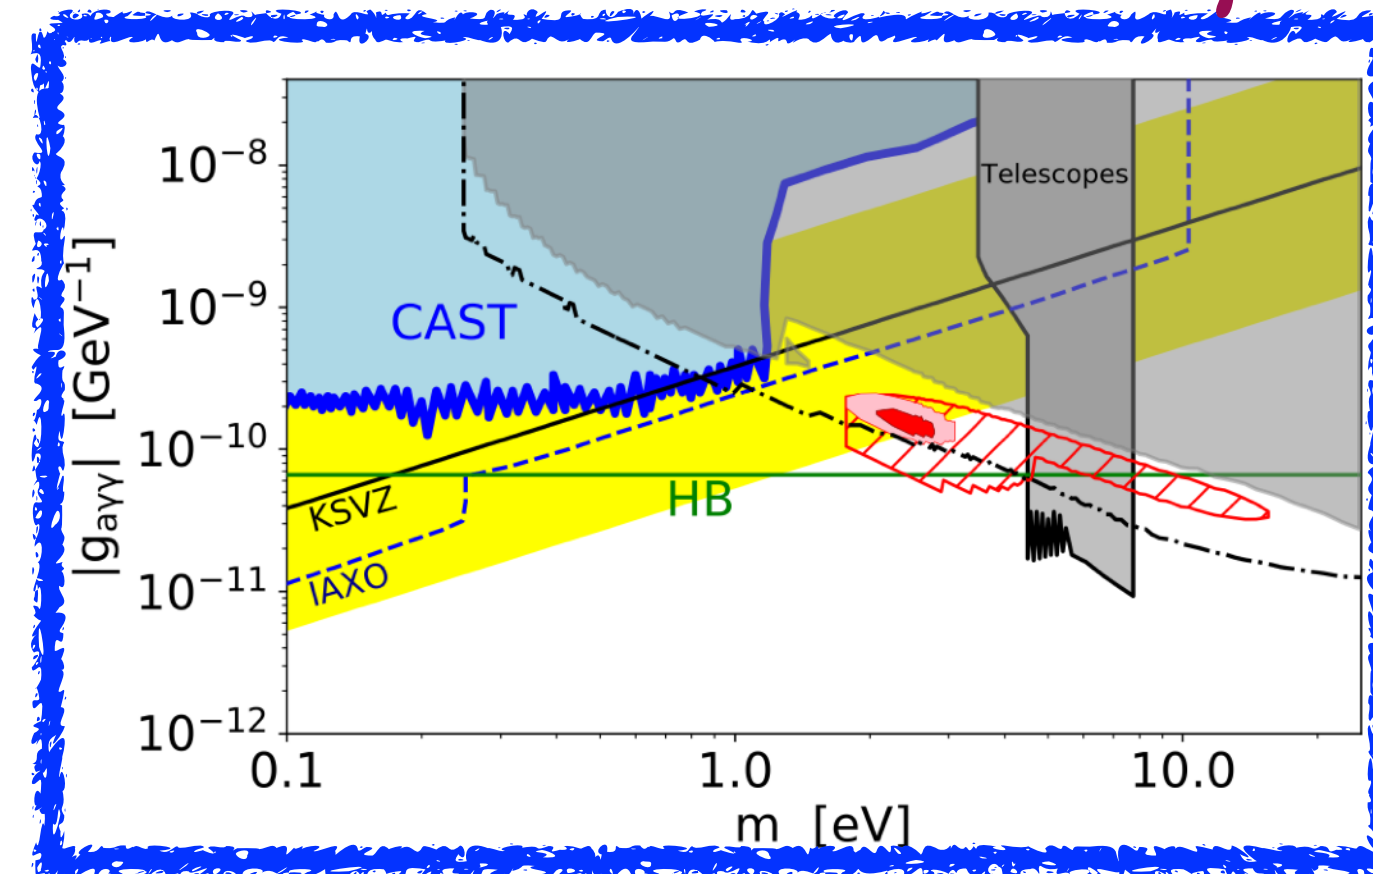 10⁻⁸
10⁻⁹
10⁻¹⁰
10⁻¹¹
10⁻¹²
|gₐγγ| [GeV⁻¹]
Telescopes
CAST
HB
KSVZ
IAXO
0.1
1.0
10.0
m [eV]